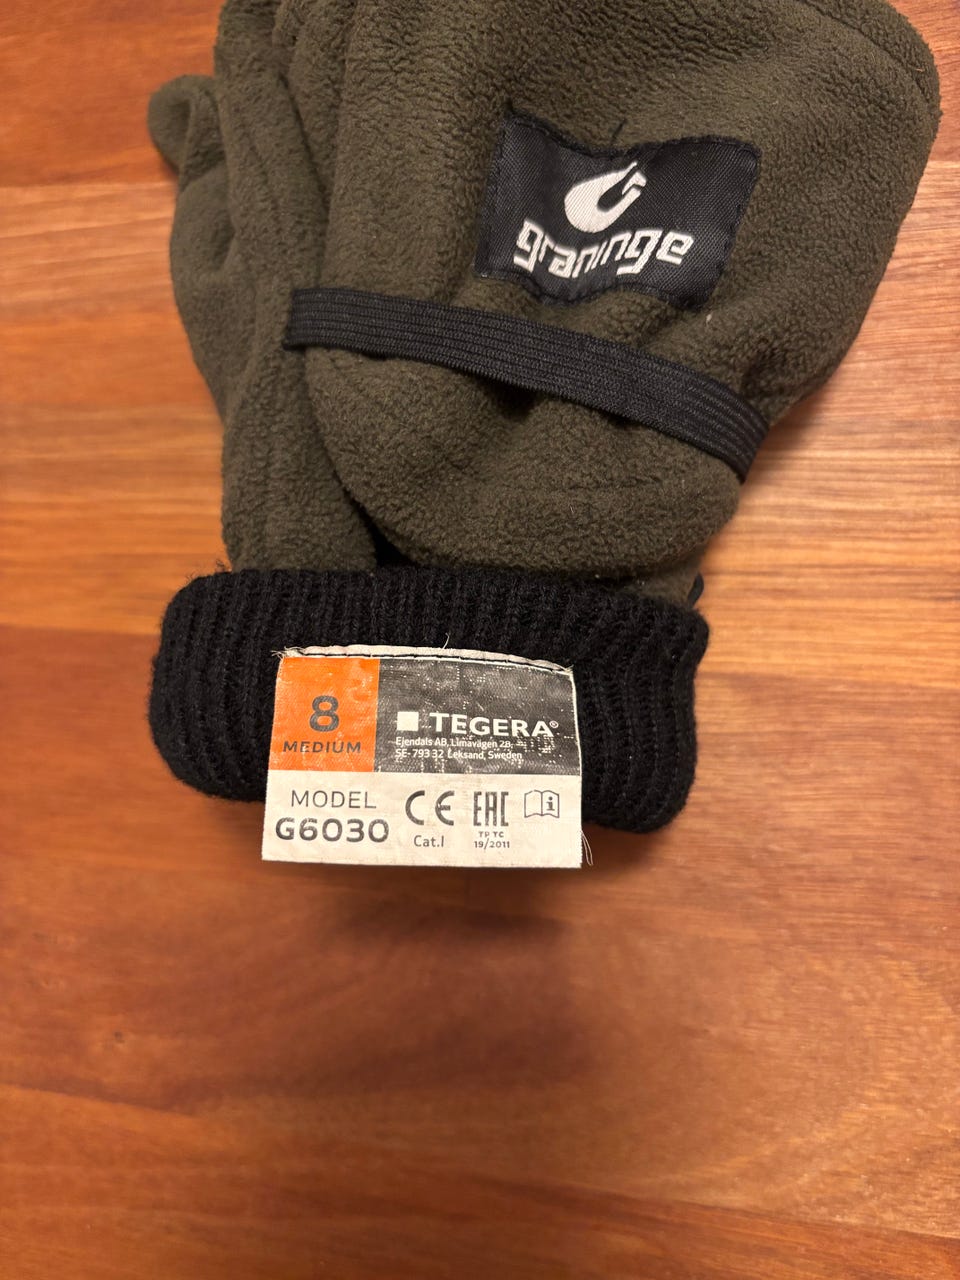 graninge
8
MEDIUM
TEGERA®
Ejendals AB, Limavägen 28,
SE-793 32 Leksand, Sweden
MODEL
G6030
CE
Cat.I
EAC
TP TC
19/2011
i